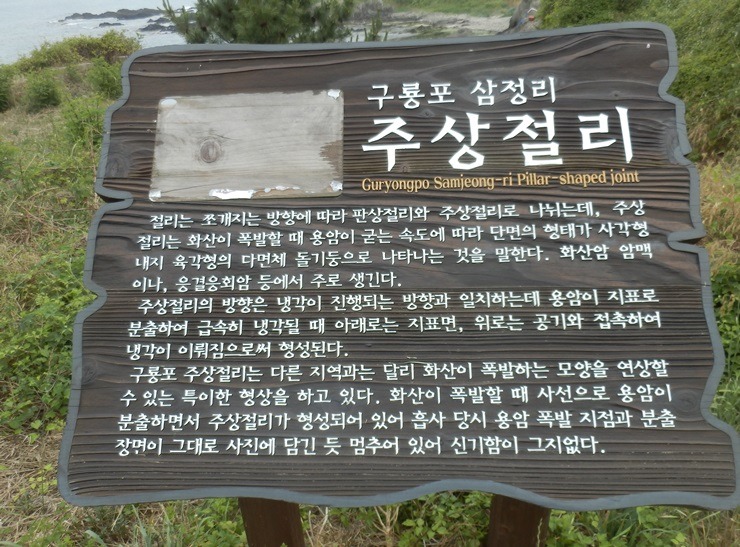 구룡포 삼정리
주상절리
Guryongpo Samjeong-ri Pillar-shaped joint
절리는 쪼개지는 방향에 따라 판상절리와 주상절리로 나뉘는데, 주상
절리는 화산이 폭발할 때 용암이 굳는 속도에 따라 단면의 형태가 사각형
내지 육각형의 다면체 돌기둥으로 나타나는 것을 말한다. 화산암 암맥
이나, 응결응회암 등에서 주로 생긴다.
주상절리의 방향은 냉각이 진행되는 방향과 일치하는데 용암이 지표로
분출하여 급속히 냉각될 때 아래로는 지표면, 위로는 공기와 접촉하여
냉각이 이뤄짐으로써 형성된다.
구룡포 주상절리는 다른 지역과는 달리 화산이 폭발하는 모양을 연상할
수 있는 특이한 형상을 하고 있다. 화산이 폭발할 때 사선으로 용암이
분출하면서 주상절리가 형성되어 있어 흡사 당시 용암 폭발 지점과 분출
장면이 그대로 사진에 담긴 듯 멈추어 있어 신기함이 그지없다.